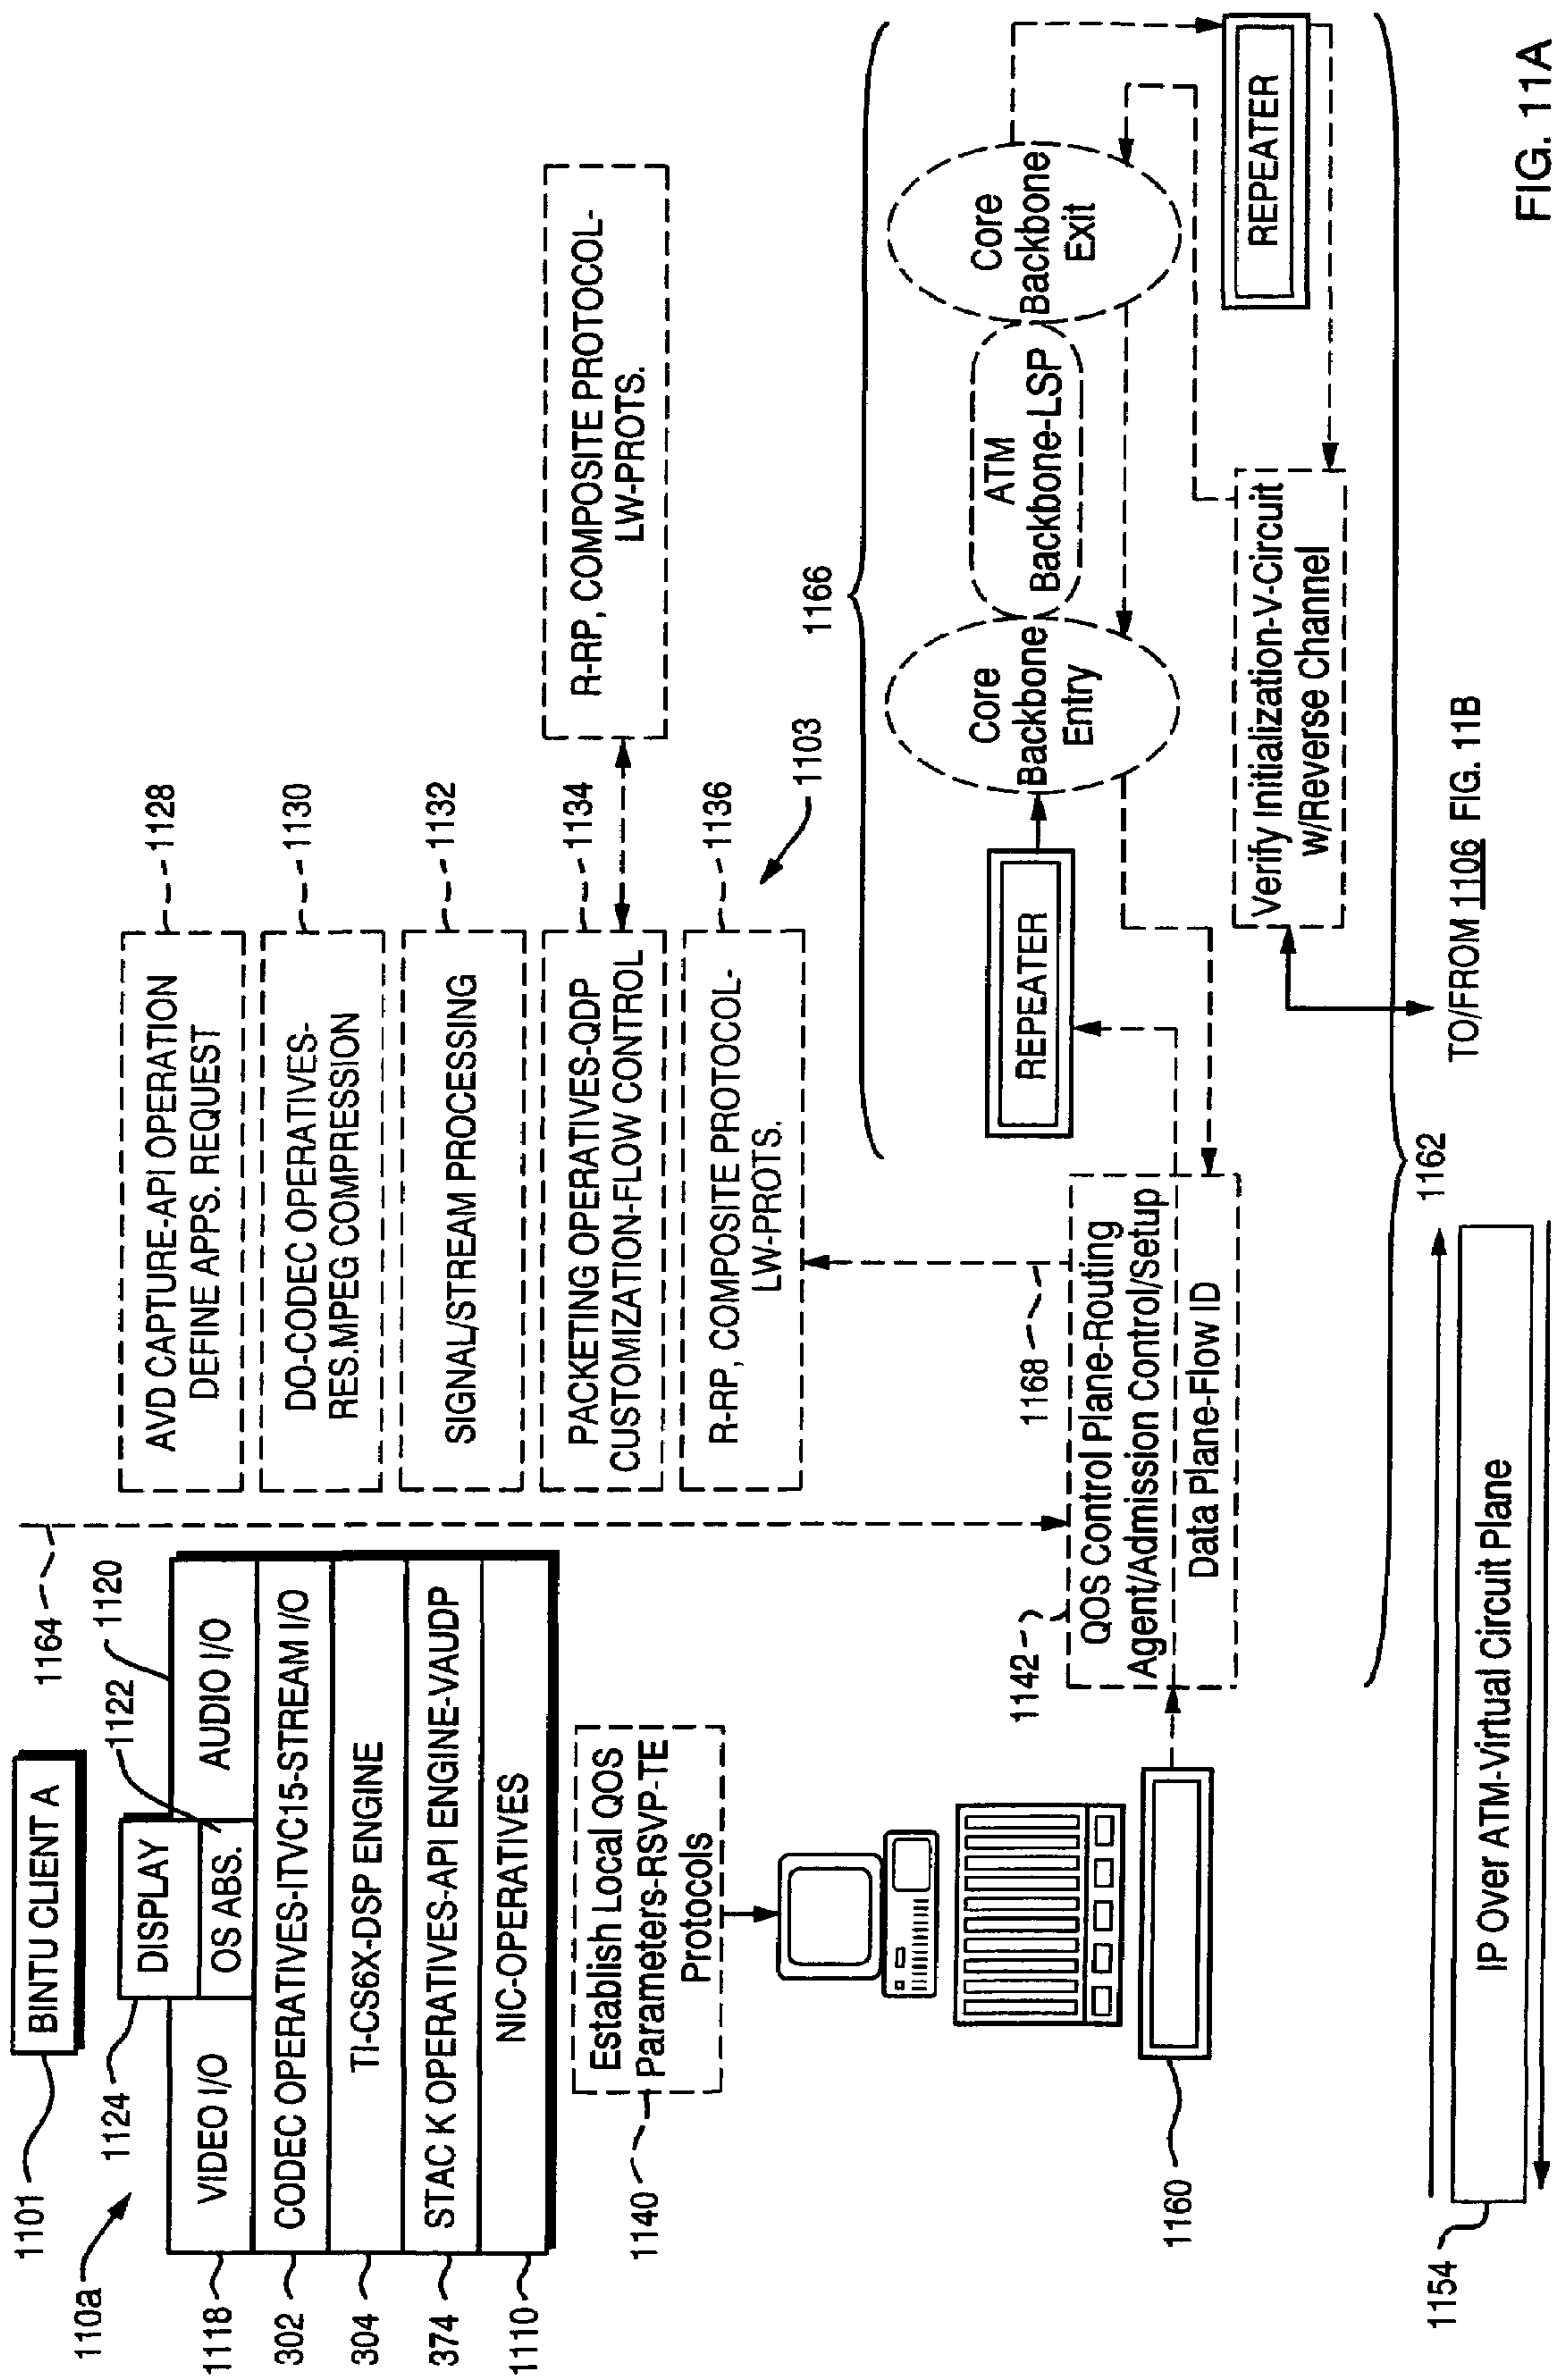 1101
BINTU CLIENT A
110a
1124
DISPLAY
1122
1120
1164
1118
VIDEO I/O
OS ABS.
AUDIO I/O
302
CODEC OPERATIVES-ITVC15-STREAM I/O
304
TI-CS6X-DSP ENGINE
374
STAC K OPERATIVES-API ENGINE-VAUDP
1110
NIC-OPERATIVES
AVD CAPTURE-API OPERATION
DEFINE APPS. REQUEST
1128
DO-CODEC OPERATIVES-
RES.MPEG COMPRESSION
1130
SIGNAL/STREAM PROCESSING
1132
PACKETING OPERATIVES-QDP
CUSTOMIZATION-FLOW CONTROL
1134
R-RP, COMPOSITE PROTOCOL-
LW-PROTS.
1136
R-RP, COMPOSITE PROTOCOL-
LW-PROTS.
1103
1140
Establish Local QOS
Parameters-RSVP-TE
Protocols
1168
1142
QOS Control Plane-Routing
Agent/Admission Control/Setup
Data Plane-Flow ID
1160
1166
REPEATER
Core
Backbone
Entry
ATM
Backbone-LSP
Core
Backbone
Exit
REPEATER
Verify Initialization-V-Circuit
w/Reverse Channel
1162
TO/FROM 1106 FIG. 11B
1154
IP Over ATM-Virtual Circuit Plane
FIG. 11A